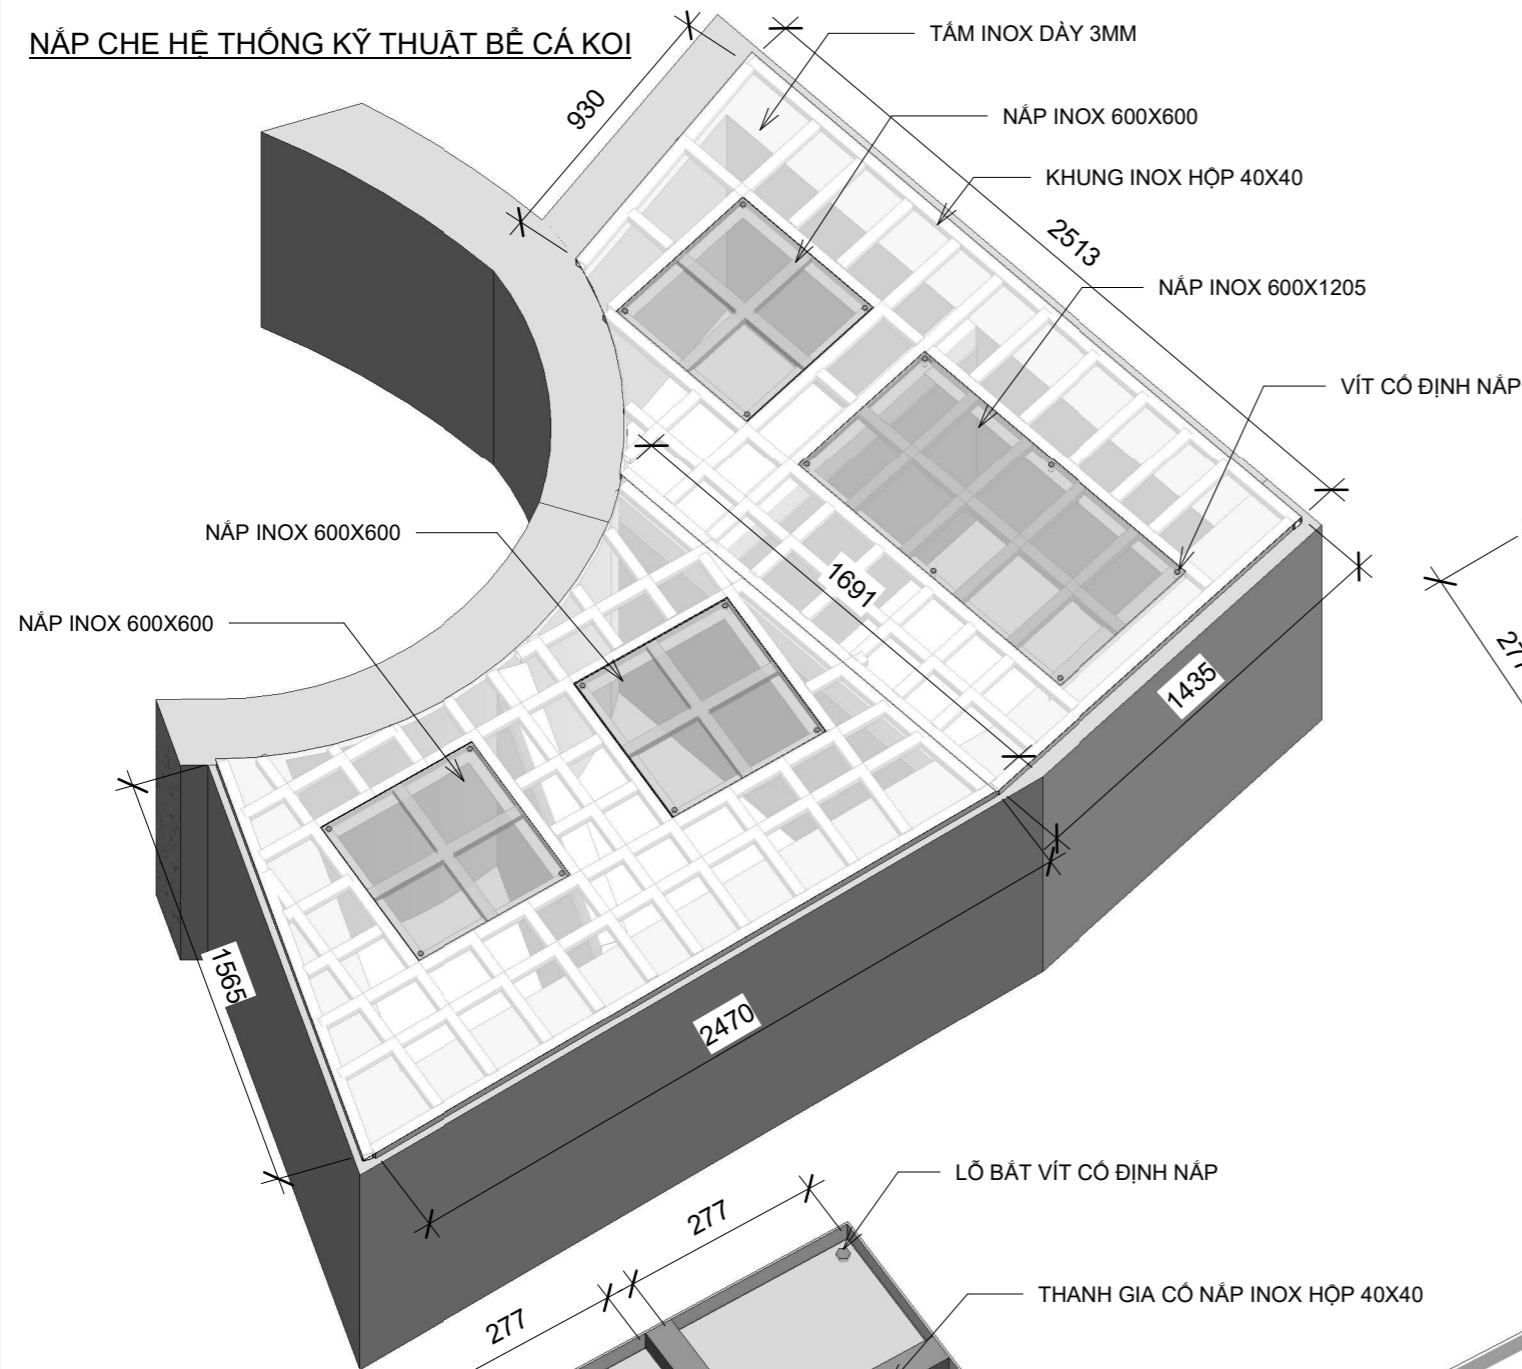 NẮP CHE HỆ THỐNG KỸ THUẬT BỂ CÁ KOI
TẤM INOX DÀY 3MM
930
NẮP INOX 600X600
KHUNG INOX HỘP 40X40
2513
NẮP INOX 600X1205
VÍT CỐ ĐỊNH NẮP
NẮP INOX 600X600
1691
NẮP INOX 600X600
1435
1565
2470
LỖ BẮT VÍT CỐ ĐỊNH NẮP
277
THANH GIA CỐ NẮP INOX HỘP 40X40
277